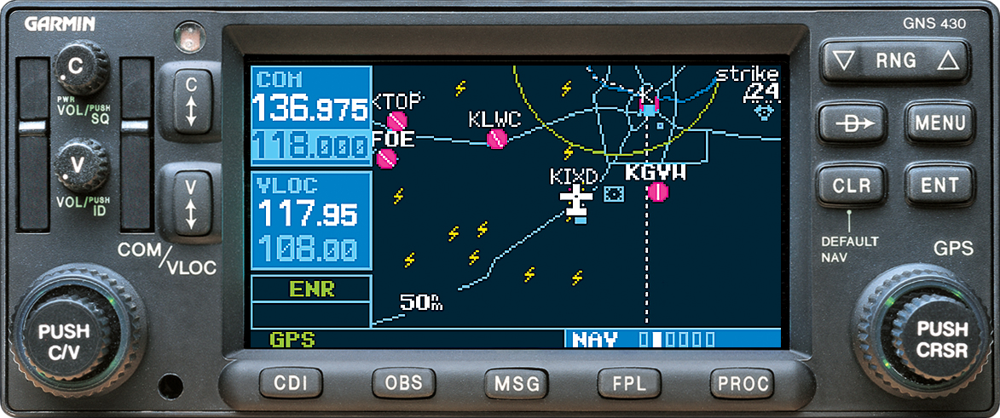 GARMIN
GNS 430
C
PWR
VOL/PUSH
SQ
V
VOL/PUSH
ID
C
V
COM/VLOC
PUSH
C/V
COM
136.975
118.000
VLOC
117.95
108.00
ENR
GPS
KTOP
FOE
KLWC
K
KIXD
KGVW
strike
24
50nm
NAV
RNG
D
MENU
CLR
ENT
DEFAULT
NAV
GPS
PUSH
CRSR
CDI
OBS
MSG
FPL
PROC